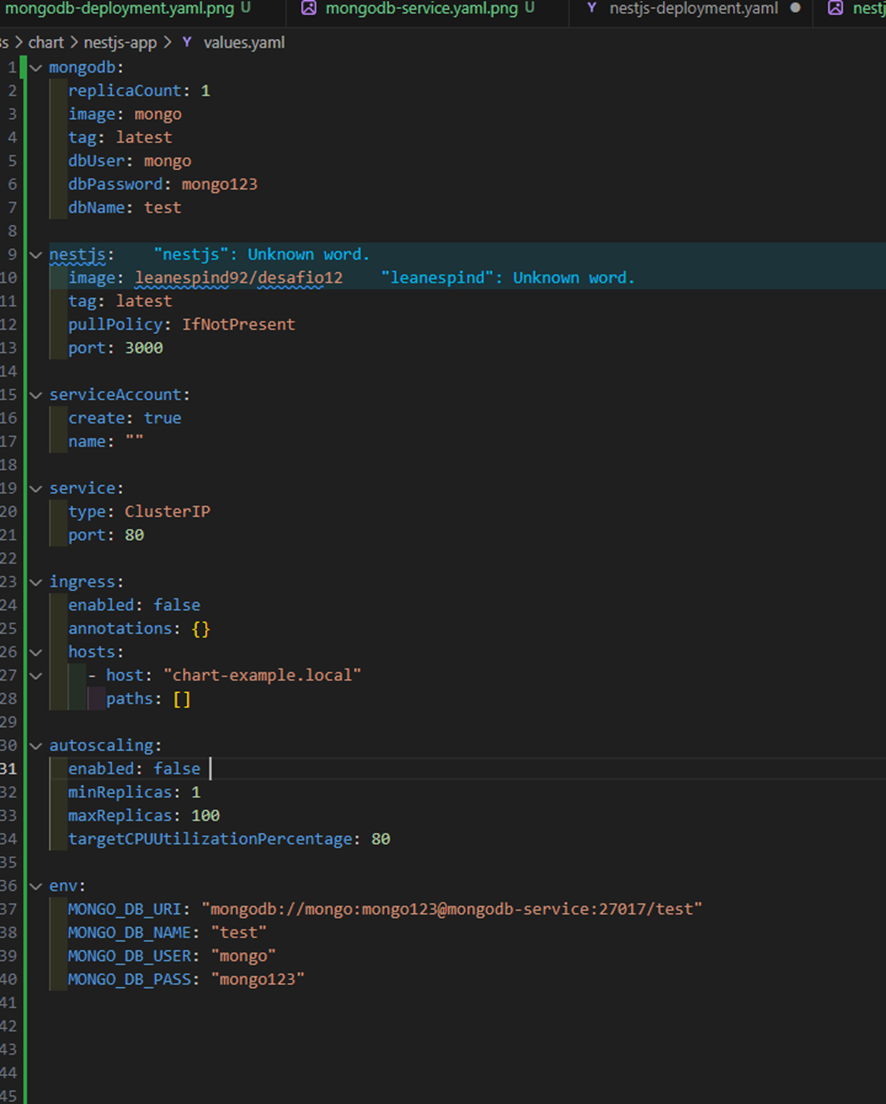 mongodb-deployment.yaml.png U mongodb-service.yaml.png U Y nestjs-deployment.yaml ●
> chart > nestjs-app > Y values.yaml
1 mongodb:
2 replicaCount: 1
3 image: mongo
4 tag: latest
5 dbUser: mongo
6 dbPassword: mongo123
7 dbName: test
8
9 nestjs: "nestjs": Unknown word.
10 image: leanespind92/desafio12 "leanespind": Unknown word.
11 tag: latest
12 pullPolicy: IfNotPresent
13 port: 3000
14
15 serviceAccount:
16 create: true
17 name: ""
18
19 service:
20 type: ClusterIP
21 port: 80
22
23 ingress:
24 enabled: false
25 annotations: {}
26 hosts:
27 - host: "chart-example.local"
28 paths: []
29
30 autoscaling:
31 enabled: false
32 minReplicas: 1
33 maxReplicas: 100
34 targetCPUUtilizationPercentage: 80
35
36 env:
37 MONGO_DB_URI: "mongodb://mongo:mongo123@mongodb-service:27017/test"
38 MONGO_DB_NAME: "test"
39 MONGO_DB_USER: "mongo"
40 MONGO_DB_PASS: "mongo123"
41
42
43
44
45